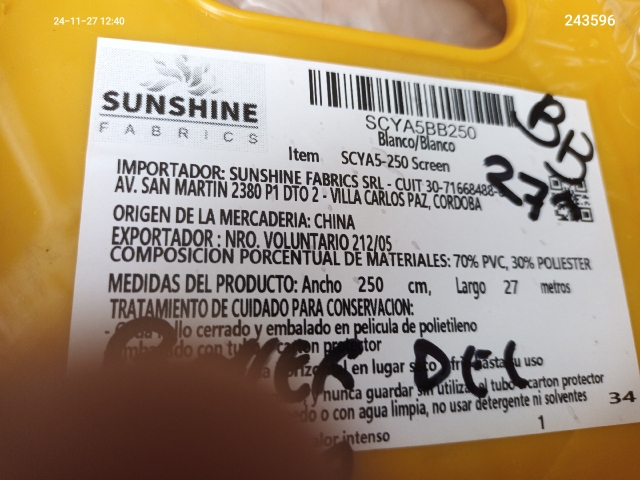 24-11-27 12:40
243596
SUNSHINE
FABRICS
SCYA5BB250
Blanco/Blanco
Item SCYA5-250 Screen
BB
27
IMPORTADOR: SUNSHINE FABRICS SRL - CUIT 30-71668488-
AV. SAN MARTIN 2380 P1 DTO 2 - VILLA CARLOS PAZ, CORDOBA
ORIGEN DE LA MERCADERIA: CHINA
EXPORTADOR : NRO. VOLUNTARIO 212/05
COMPOSICIÓN PORCENTUAL DE MATERIALES: 70% PVC, 30% POLIESTER
MEDIDAS DEL PRODUCTO: Ancho 250 cm, Largo 27 metros
TRATAMIENTO DE CUIDADO PARA CONSERVACION:
cerrado y embalado en pelicula de polietileno
con carton protector
en lugar seco hasta su uso
DEL
y nunca guardar sin utilizar el tubo carton protector
o con agua limpia, no usar detergente ni solventes
34
1
intenso